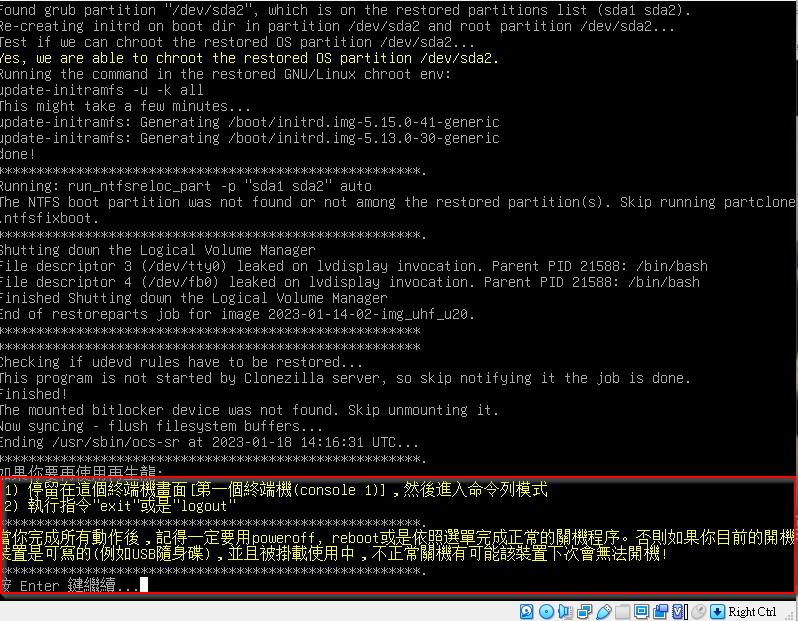 Found grub partition "/dev/sda2", which is on the restored partitions list (sda1 sda2).
Re-creating initrd on boot dir in partition /dev/sda2 and root partition /dev/sda2...
Test if we can chroot the restored OS partition /dev/sda2...
Yes, we are able to chroot the restored OS partition /dev/sda2.
Running the command in the restored GNU/Linux chroot env:
update-initramfs -u -k all
This might take a few minutes...
update-initramfs: Generating /boot/initrd.img-5.15.0-41-generic
update-initramfs: Generating /boot/initrd.img-5.13.0-30-generic
done!
*****************************************************.
Running: run_ntfsreloc_part -p "sda1 sda2" auto
The NTFS boot partition was not found or not among the restored partition(s). Skip running partclone
.ntfsfixboot.
*****************************************************.
Shutting down the Logical Volume Manager
File descriptor 3 (/dev/tty0) leaked on lvdisplay invocation. Parent PID 21588: /bin/bash
File descriptor 4 (/dev/fb0) leaked on lvdisplay invocation. Parent PID 21588: /bin/bash
Finished Shutting down the Logical Volume Manager
End of restoreparts job for image 2023-01-14-02-img_uhf_u20.
*****************************************************
*****************************************************
Checking if udevd rules have to be restored...
This program is not started by Clonezilla server, so skip notifying it the job is done.
Finished!
The mounted bitlocker device was not found. Skip unmounting it.
Now syncing - flush filesystem buffers...
Ending /usr/sbin/ocs-sr at 2023-01-18 14:16:31 UTC...
*****************************************************.
如果你要再使用再生龍:
1) 停留在這個終端機畫面[第一個終端機(console 1)]，然後進入命令列模式
2) 執行指令"exit"或是"logout"
*****************************************************.
當你完成所有動作後，記得一定要用poweroff, reboot或是依照選單完成正常的關機程序。否則如果你目前的開機
裝置是可寫的(例如USB隨身碟)，並且被掛載使用中，不正常關機有可能該裝置下次會無法開機!
*****************************************************.
按 Enter 鍵繼續...
Right Ctrl